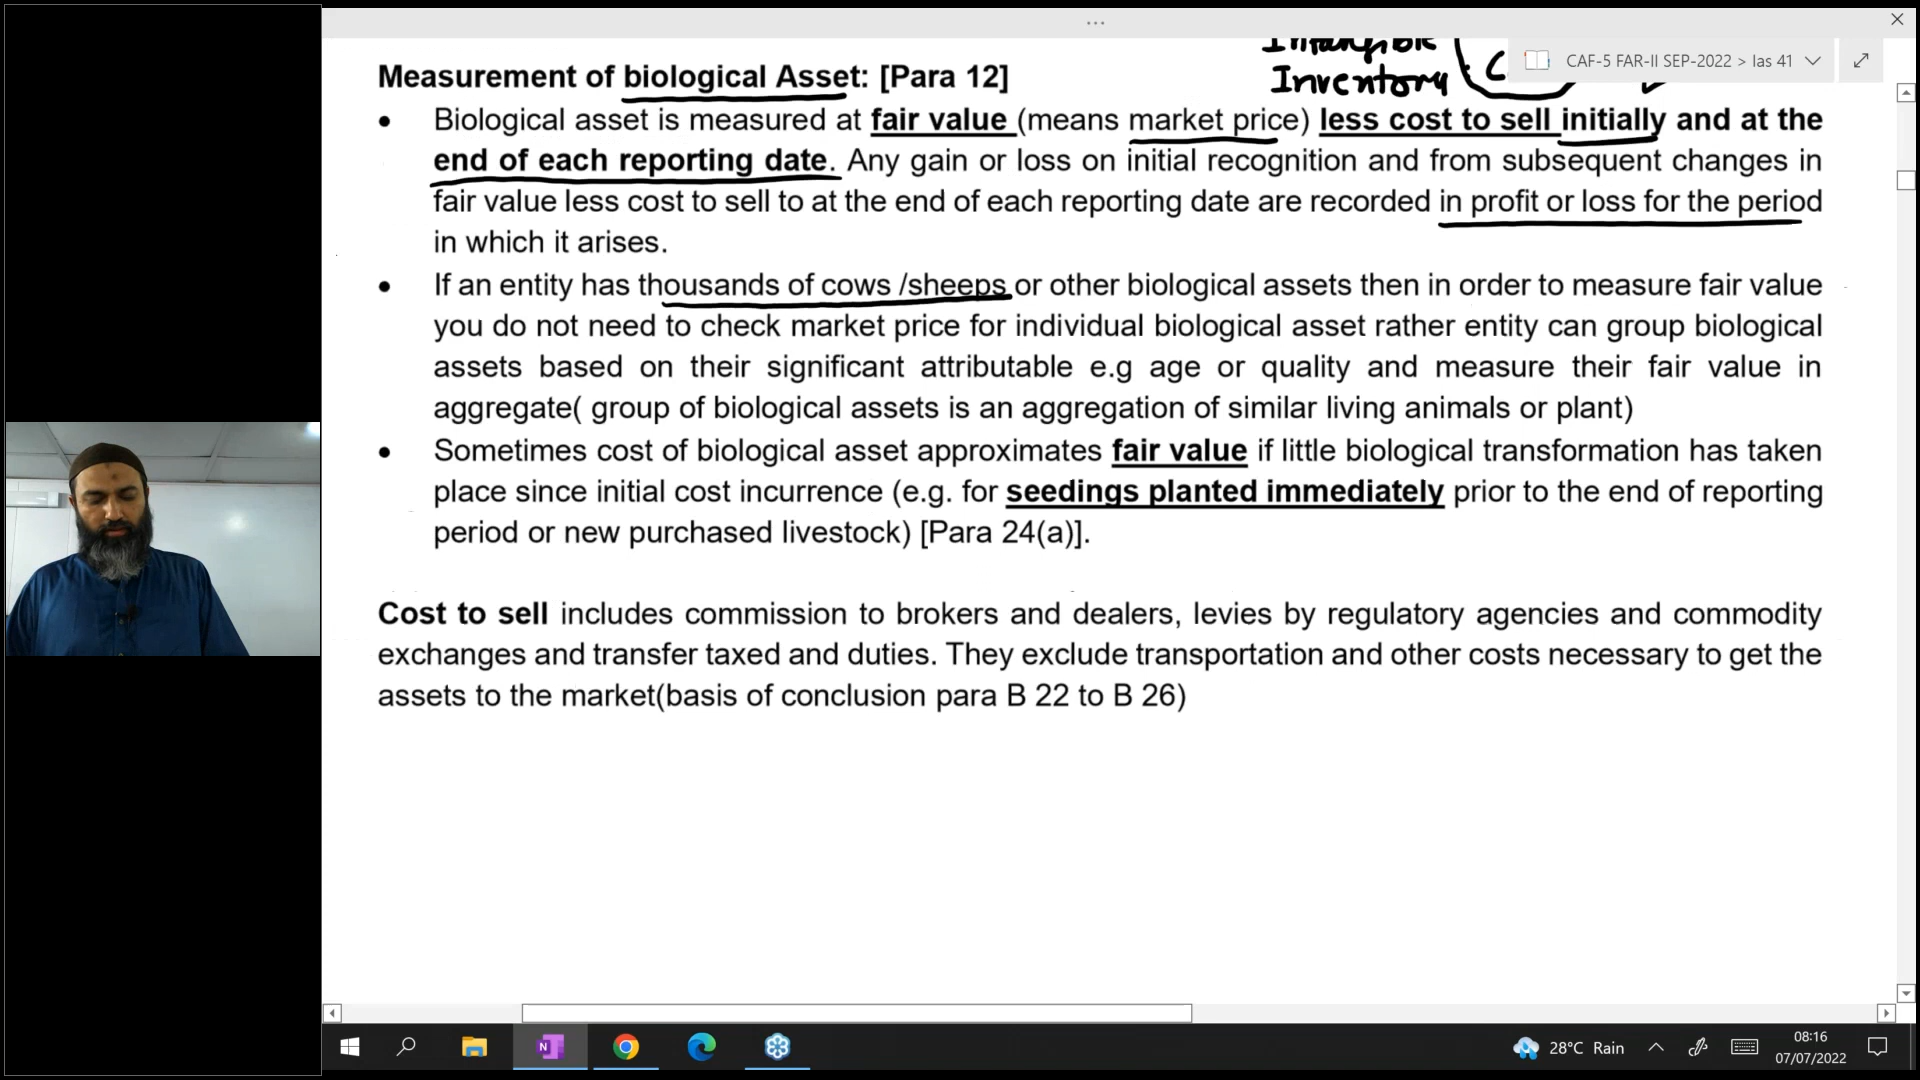 Intangible
Inventory
CAF-5 FAR-II SEP-2022 > Ias 41
Measurement of biological Asset: [Para 12]
• Biological asset is measured at fair value (means market price) less cost to sell initially and at the
end of each reporting date. Any gain or loss on initial recognition and from subsequent changes in
fair value less cost to sell to at the end of each reporting date are recorded in profit or loss for the period
in which it arises.
• If an entity has thousands of cows /sheeps or other biological assets then in order to measure fair value
you do not need to check market price for individual biological asset rather entity can group biological
assets based on their significant attributable e.g age or quality and measure their fair value in
aggregate( group of biological assets is an aggregation of similar living animals or plant)
• Sometimes cost of biological asset approximates fair value if little biological transformation has taken
place since initial cost incurrence (e.g. for seedings planted immediately prior to the end of reporting
period or new purchased livestock) [Para 24(a)].
Cost to sell includes commission to brokers and dealers, levies by regulatory agencies and commodity
exchanges and transfer taxed and duties. They exclude transportation and other costs necessary to get the
assets to the market(basis of conclusion para B 22 to B 26)
28°C Rain
08:16
07/07/2022